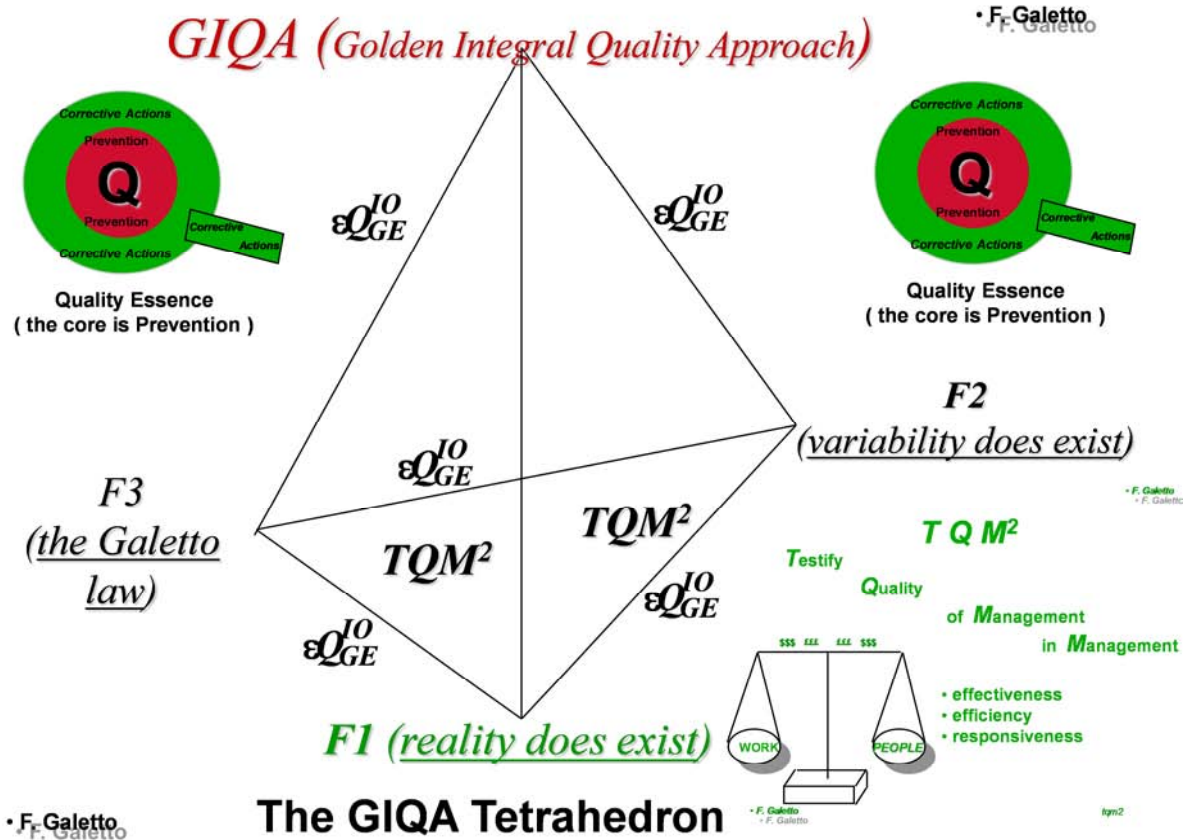 • F. Galetto
GIQA (Golden Integral Quality Approach)
Corrective Actions
Prevention
Q
Prevention
Corrective Actions
Corrective
Actions
Quality Essence
( the core is Prevention )
Corrective Actions
Prevention
Q
Prevention
Corrective Actions
Corrective
Actions
Quality Essence
( the core is Prevention )
εQ^IO_GE
εQ^IO_GE
F2
(variability does exist)
εQ^IO_GE
F3
(the Galetto
law)
TQM²
TQM²
εQ^IO_GE
εQ^IO_GE
• F. Galetto
T Q M²
Testify
Quality
of Management
in Management
$$$ £££ £££ $$$
• effectiveness
• efficiency
• responsiveness
WORK
PEOPLE
F1 (reality does exist)
The GIQA Tetrahedron
• F. Galetto
• F. Galetto
tqm2